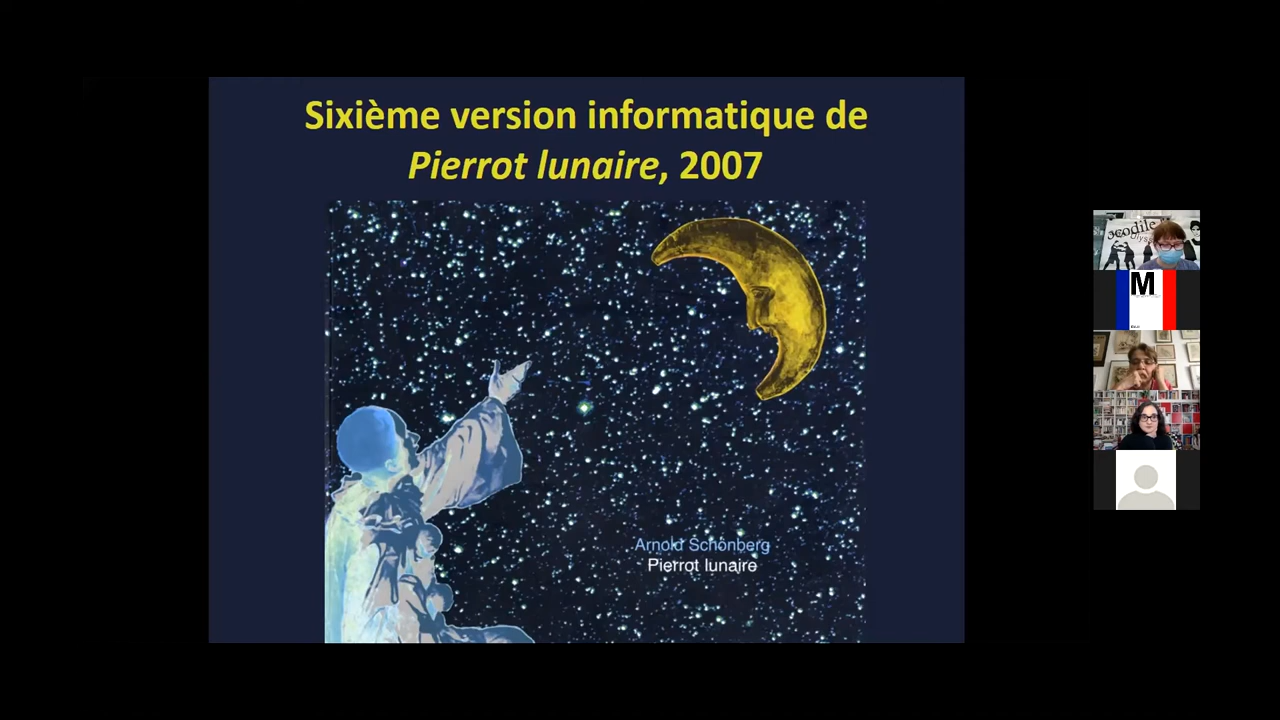 Sixième version informatique de
Pierrot lunaire, 2007
Arnold Schönberg
Pierrot lunaire
M